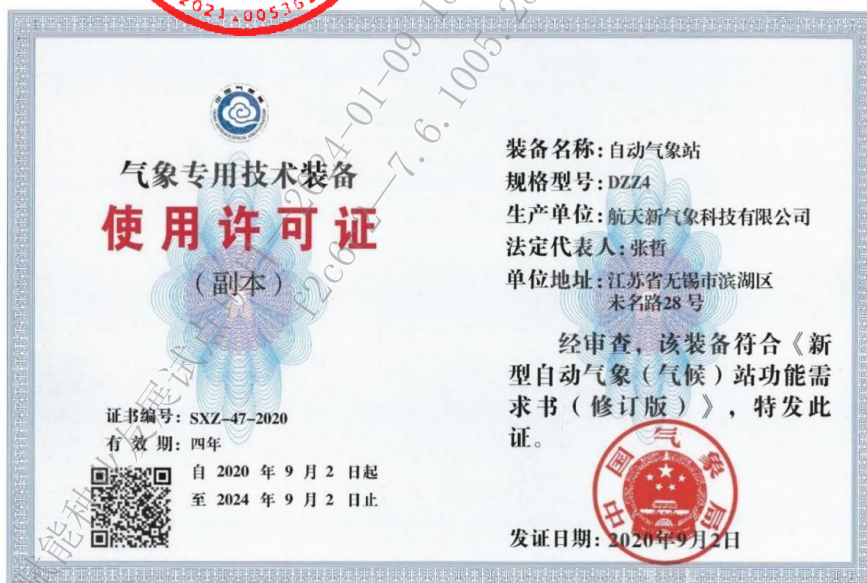 气象专用技术装备
使用许可证
（副本）
证书编号：SXZ-47-2020
有 效 期：四年
自 2020 年 9 月 2 日起
至 2024 年 9 月 2 日止
装备名称：自动气象站
规格型号：DZZ4
生产单位：航天新气象科技有限公司
法定代表人：张哲
单位地址：江苏省无锡市滨湖区
未名路28 号
经审查，该装备符合《新
型自动气象（气候）站功能需
求书（修订版）》，特发此
证。
中国气象局
发证日期：2020年9月2日